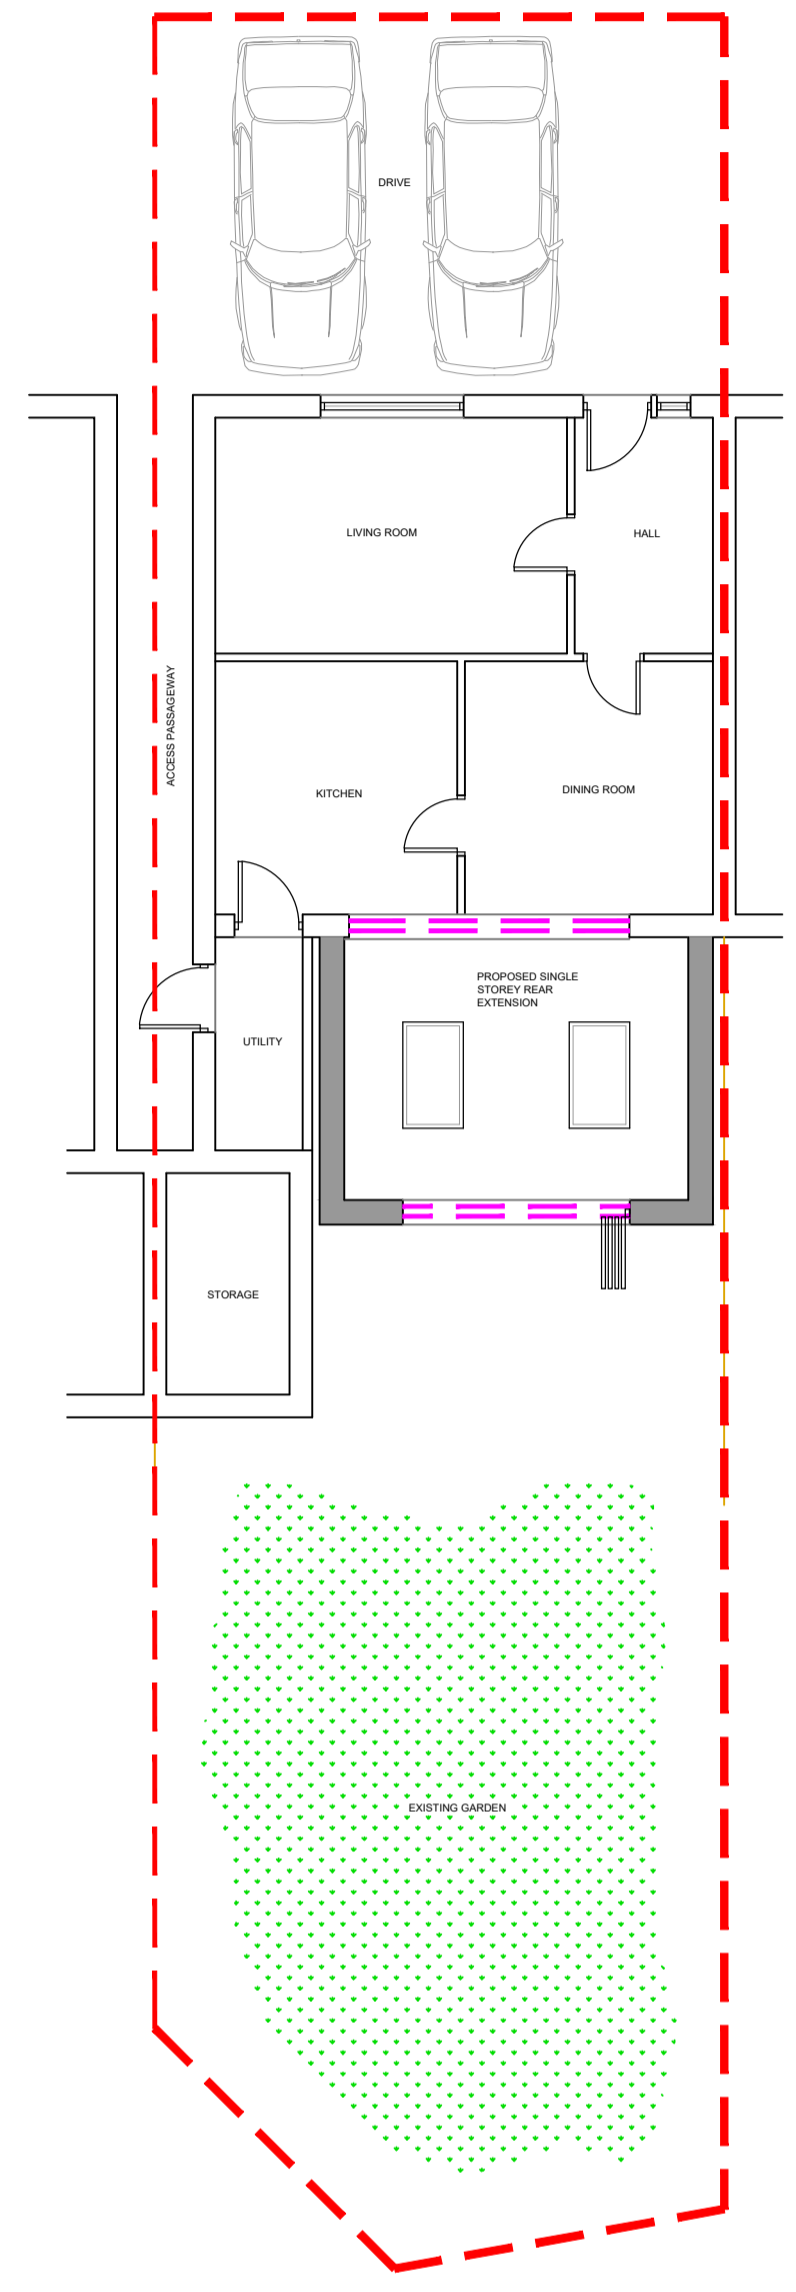 DRIVE
LIVING ROOM
HALL
ACCESS PASSAGEWAY
KITCHEN
DINING ROOM
PROPOSED SINGLE
STOREY REAR
EXTENSION
UTILITY
STORAGE
EXISTING GARDEN